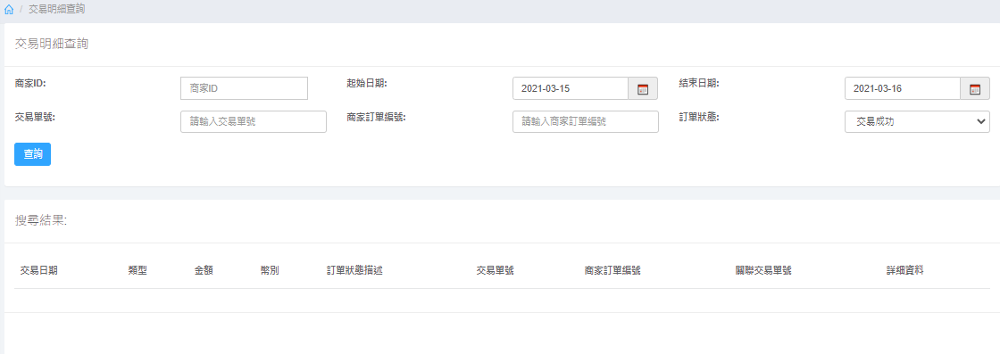 / 交易明細查詢
交易明細查詢
商家ID: 商家ID 起始日期: 2021-03-15 結束日期: 2021-03-16
交易單號: 請輸入交易單號 商家訂單編號: 請輸入商家訂單編號 訂單狀態: 交易成功
查詢
搜尋結果:
交易日期 類型 金額 幣別 訂單狀態描述 交易單號 商家訂單編號 關聯交易單號 詳細資料